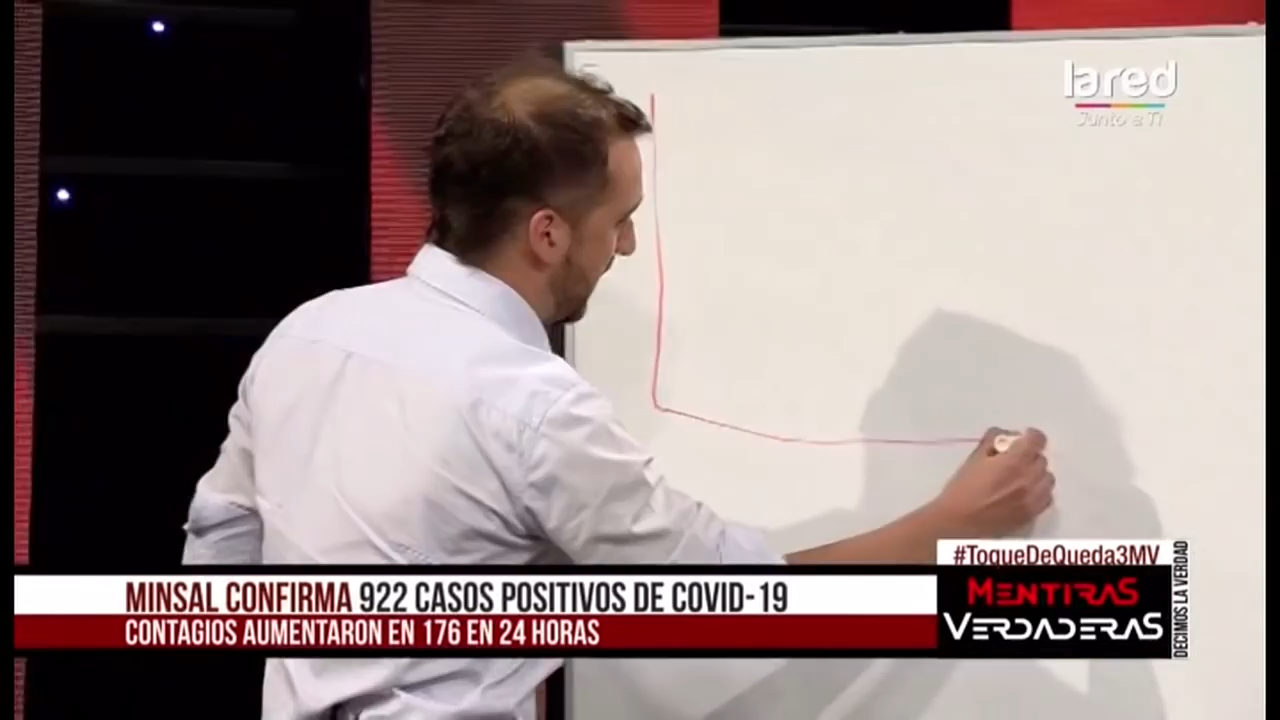 lared
Junto a Ti
#ToqueDeQueda3MV
MINSAL CONFIRMA 922 CASOS POSITIVOS DE COVID-19
CONTAGIOS AUMENTARON EN 176 EN 24 HORAS
MENTIRAS
VERDADERAS
DECIMOS LA VERDAD